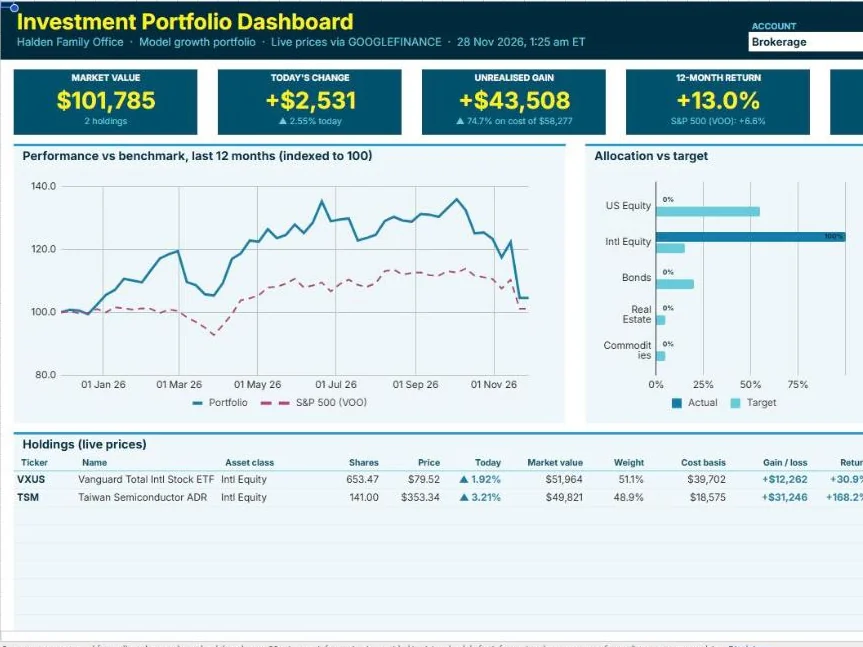 Investment Portfolio Dashboard
Halden Family Office · Model growth portfolio · Live prices via GOOGLEFINANCE · 28 Nov 2026, 1:25 am ET
ACCOUNT
Brokerage
MARKET VALUE
$101,785
2 holdings
TODAY'S CHANGE
+$2,531
▲ 2.55% today
UNREALISED GAIN
+$43,508
▲ 74.7% on cost of $58,277
12-MONTH RETURN
+13.0%
S&P 500 (VOO): +6.6%
Performance vs benchmark, last 12 months (indexed to 100)
140.0
120.0
100.0
80.0
01 Jan 26 01 Mar 26 01 May 26 01 Jul 26 01 Sep 26 01 Nov 26
Portfolio S&P 500 (VOO)
Allocation vs target
US Equity 0%
Intl Equity 100%
Bonds 0%
Real 0%
Estate
Commodit 0%
ies
0% 25% 50% 75%
Actual Target
Holdings (live prices)
Ticker Name Asset class Shares Price Today Market value Weight Cost basis Gain / loss Retur
VXUS Vanguard Total Intl Stock ETF Intl Equity 653.47 $79.52 ▲ 1.92% $51,964 51.1% $39,702 +$12,262 +30.9%
TSM Taiwan Semiconductor ADR Intl Equity 141.00 $353.34 ▲ 3.21% $49,821 48.9% $18,575 +$31,246 +168.2%